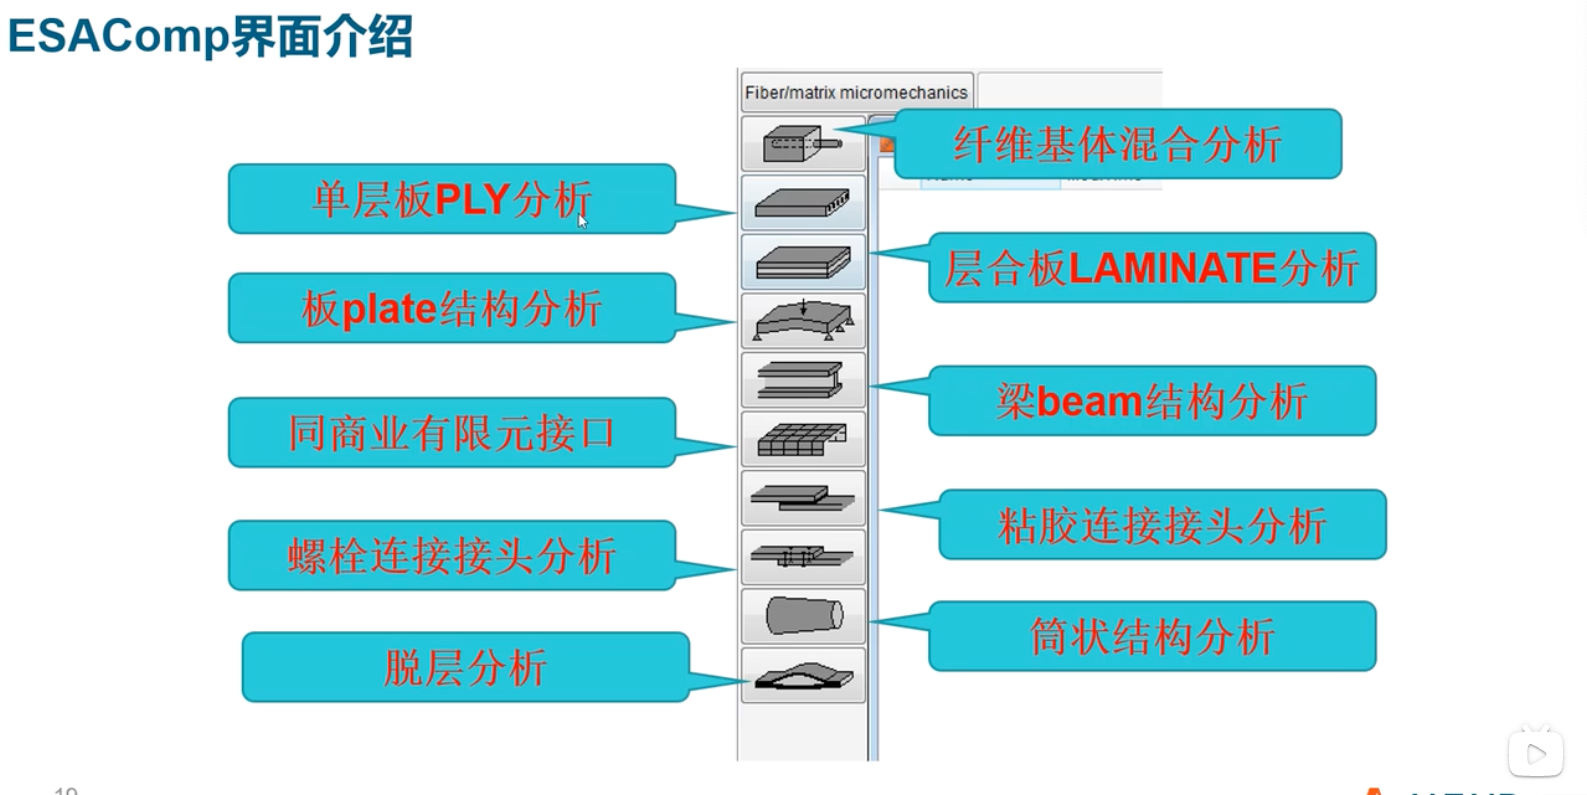 ESAComp界面介绍
Fiber/matrix micromechanics
纤维基体混合分析
单层板PLY分析
层合板LAMINATE分析
板plate结构分析
梁beam结构分析
同商业有限元接口
粘胶连接接头分析
螺栓连接接头分析
筒状结构分析
脱层分析